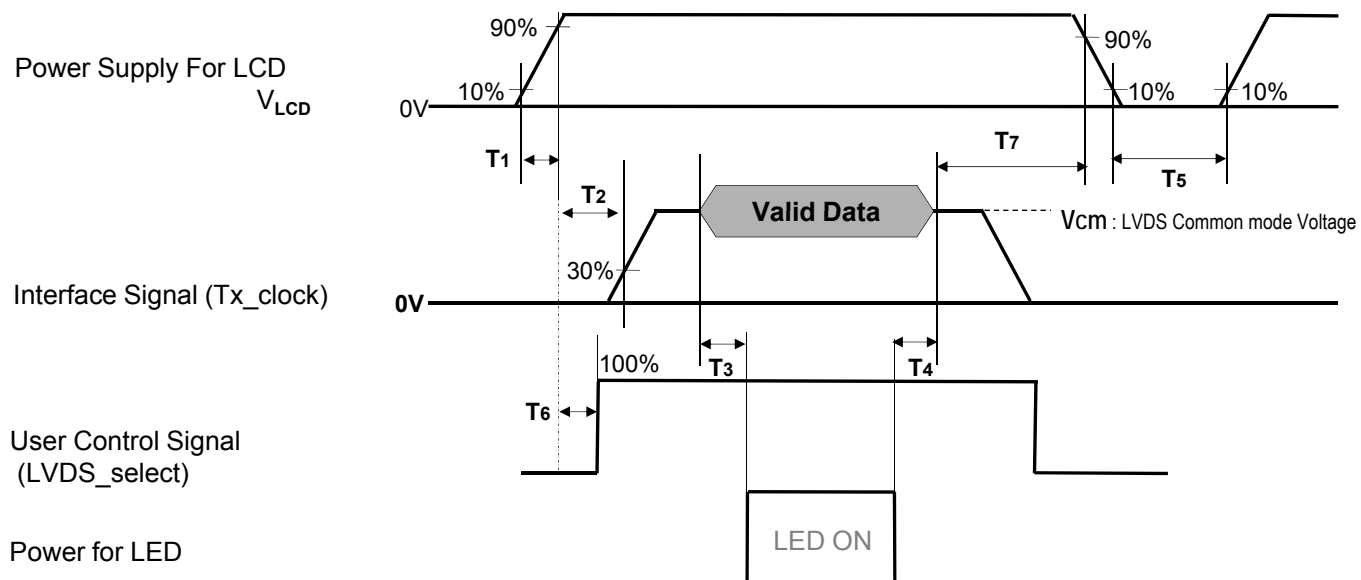 90%
90%
Power Supply For LCD
VLCD
10%
10%
10%
0V
T1
T7
T2
T5
Valid Data
Vcm : LVDS Common mode Voltage
30%
Interface Signal (Tx_clock)
0V
T3
T4
100%
T6
User Control Signal
(LVDS_select)
LED ON
Power for LED